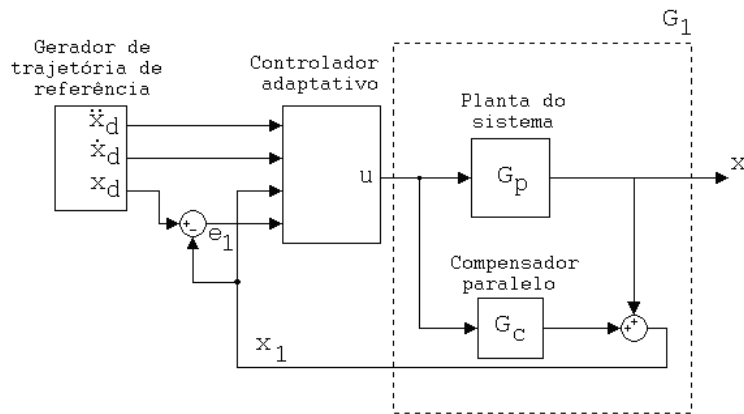 G1
Gerador de
trajetória de
referência
Controlador
adaptativo
Planta do
sistema
ẍd
ẋd
xd
u
Gp
x
+
-
e1
Compensador
paralelo
Gc
+
+
x1